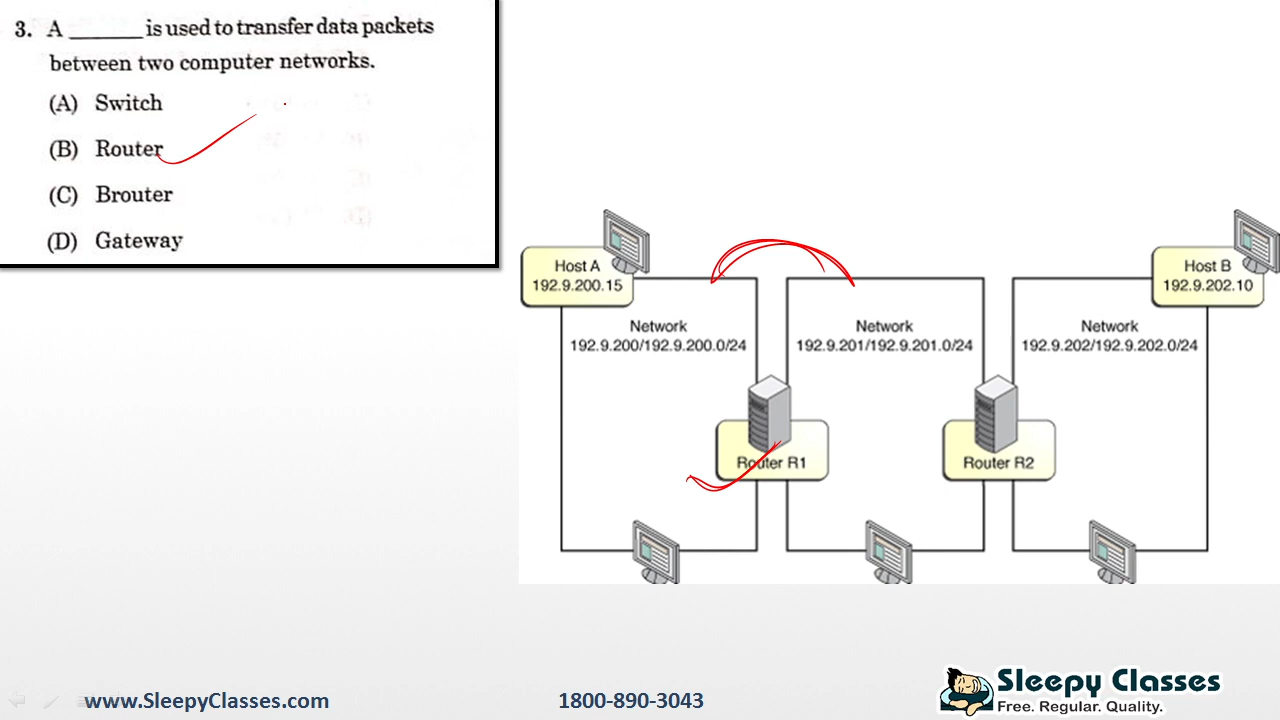 3. A _______ is used to transfer data packets
between two computer networks.
(A) Switch
(B) Router
(C) Brouter
(D) Gateway
Host A
192.9.200.15
Host B
192.9.202.10
Network
192.9.200/192.9.200.0/24
Network
192.9.201/192.9.201.0/24
Network
192.9.202/192.9.202.0/24
Router R1
Router R2
www.SleepyClasses.com
1800-890-3043
Sleepy Classes
Free. Regular. Quality.